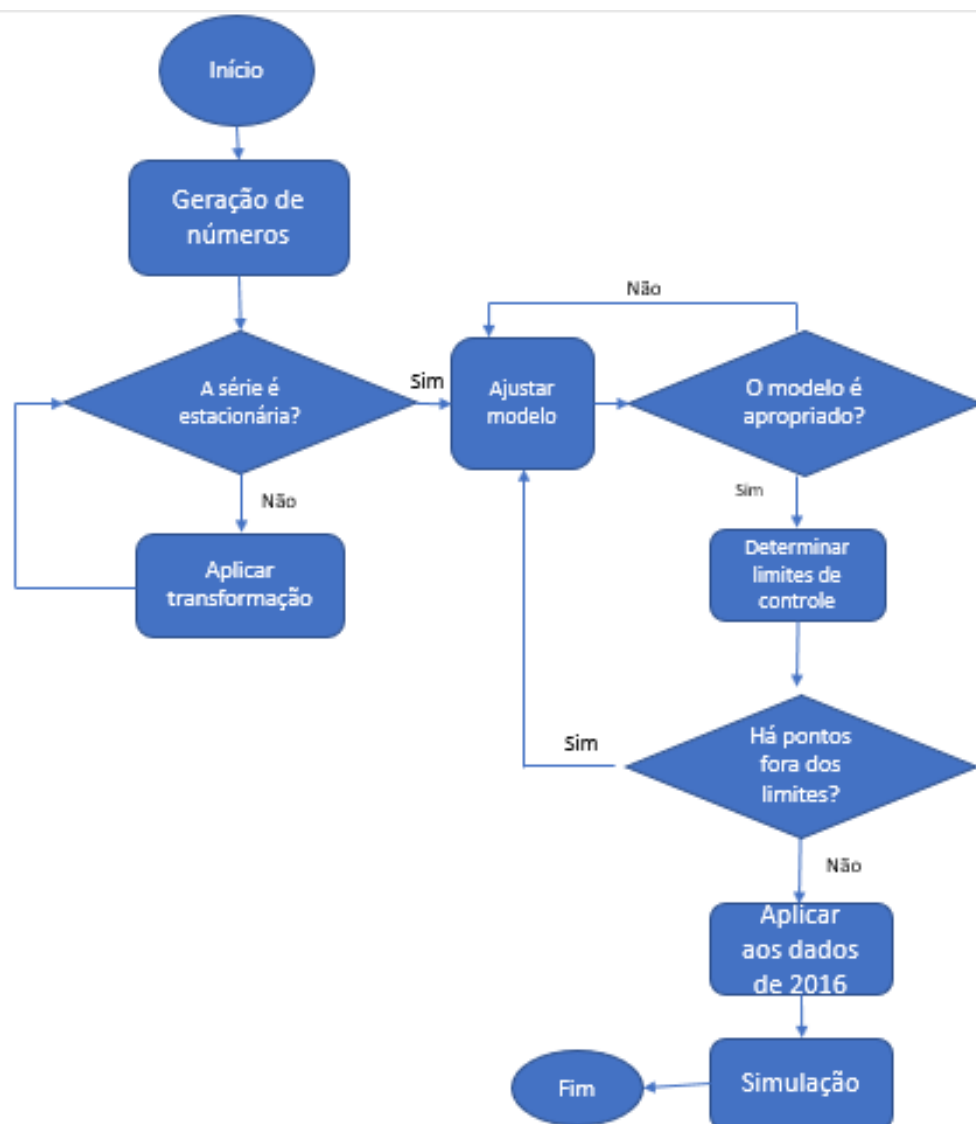 Início
Geração de
números
A série é
estacionária?
Sim
Não
Aplicar
transformação
Ajustar
modelo
Não
O modelo é
apropriado?
Sim
Determinar
limites de
controle
Há pontos
fora dos
limites?
Sim
Não
Aplicar
aos dados
de 2016
Simulação
Fim